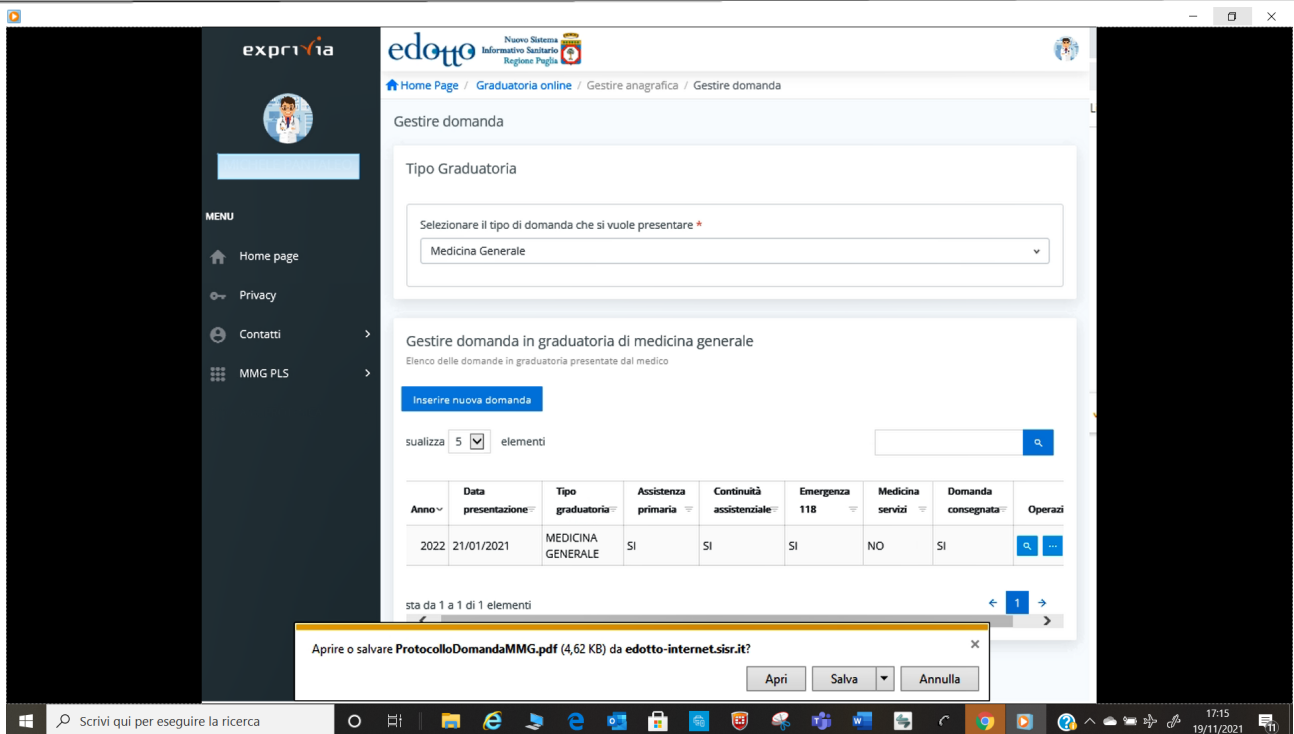 exprivia
edotto
Nuovo Sistema
Informativo Sanitario
Regione Puglia
Home Page / Graduatoria online / Gestire anagrafica / Gestire domanda
Gestire domanda
Tipo Graduatoria
MENU
Selezionare il tipo di domanda che si vuole presentare *
Medicina Generale
Home page
Privacy
Contatti
MMG PLS
Gestire domanda in graduatoria di medicina generale
Elenco delle domande in graduatoria presentate dal medico
Inserire nuova domanda
sualizza 5 elementi
Anno Data presentazione Tipo graduatoria Assistenza primaria Continuità assistenziale Emergenza 118 Medicina servizi Domanda consegnata Operazi
2022 21/01/2021 MEDICINA GENERALE SI SI SI NO SI
sta da 1 a 1 di 1 elementi
1
Aprire o salvare ProtocolloDomandaMMG.pdf (4,62 KB) da edotto-internet.sisr.it?
Apri Salva Annulla
Scrivi qui per eseguire la ricerca
17:15
19/11/2021